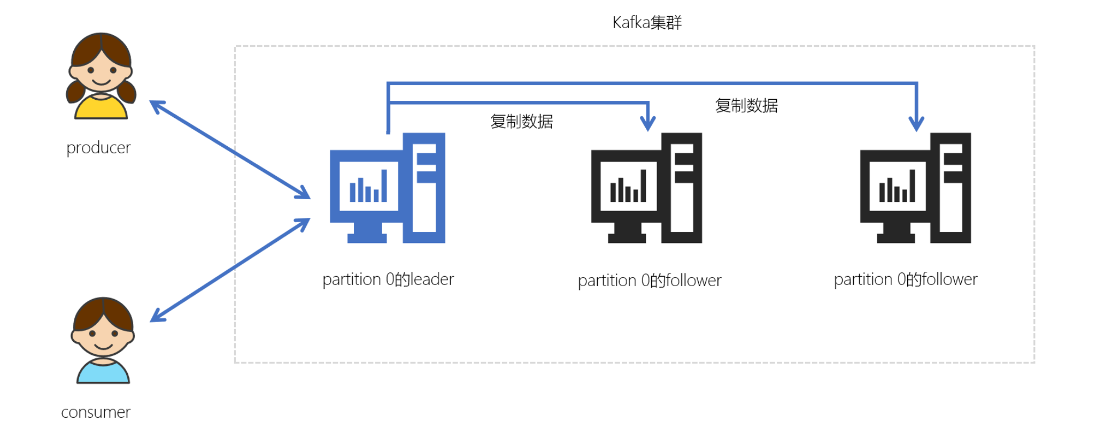 Kafka集群
复制数据
复制数据
producer
partition 0的leader
partition 0的follower
partition 0的follower
consumer